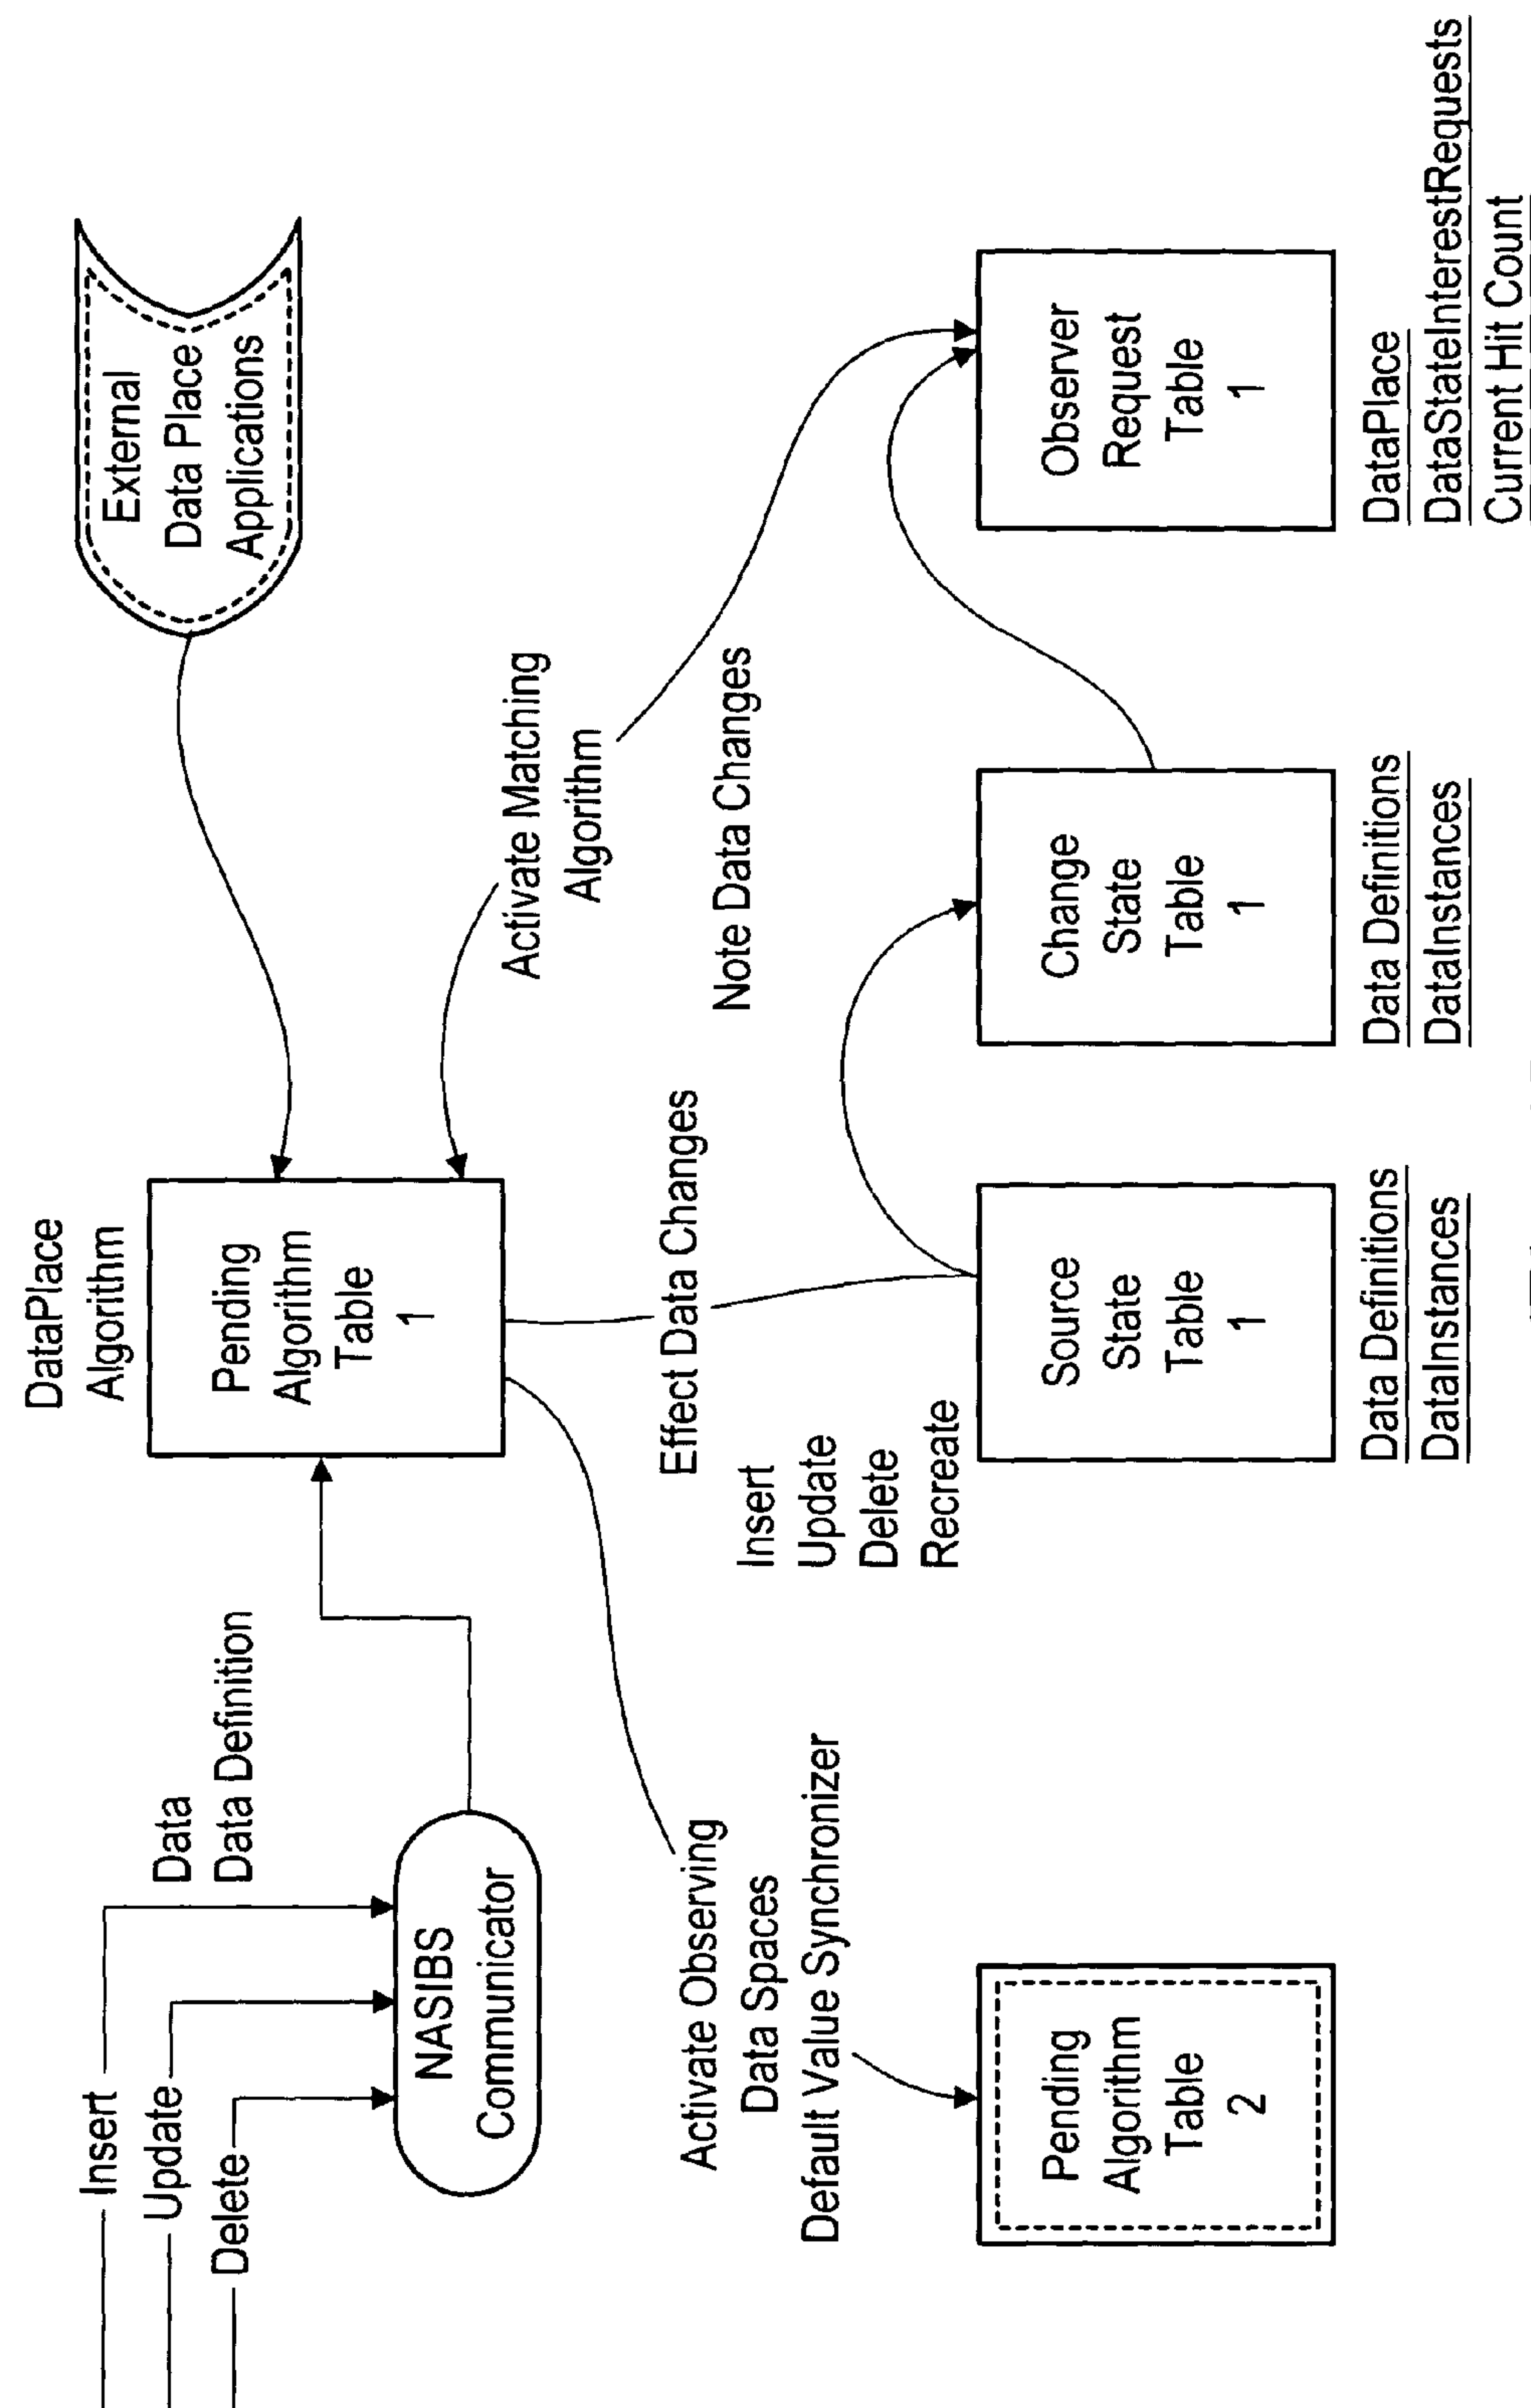 DataPlace
Algorithm
Insert
Update
Delete
Data
Data Definition
NASIBS
Communicator
Pending
Algorithm
Table
1
External
Data Place
Applications
Activate Matching
Algorithm
Effect Data Changes
Note Data Changes
Activate Observing
Data Spaces
Default Value Synchronizer
Insert
Update
Delete
Recreate
Pending
Algorithm
Table
2
Source
State
Table
1
Data Definitions
DataInstances
Change
State
Table
1
Data Definitions
DataInstances
Observer
Request
Table
1
DataPlace
DataStateInterestRequests
Current Hit Count